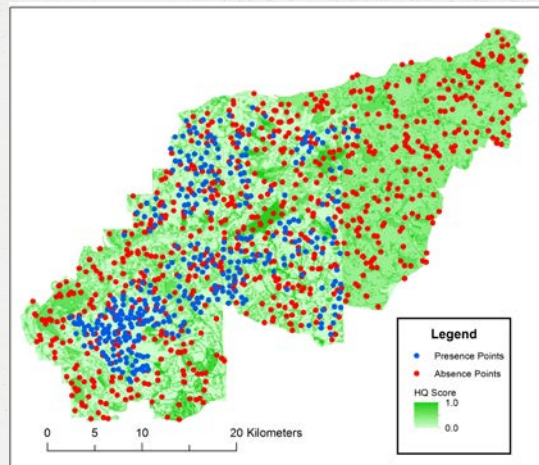 Legend
Presence Points
Absence Points
HQ Score
1.0
0.0
0 5 10 20 Kilometers